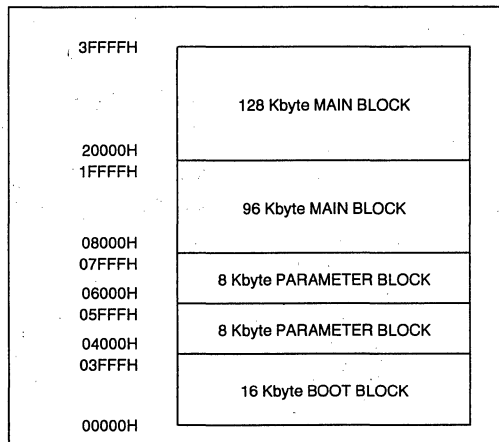 3FFFFH
128 Kbyte MAIN BLOCK
20000H
1FFFFH
96 Kbyte MAIN BLOCK
08000H
07FFFH
8 Kbyte PARAMETER BLOCK
06000H
05FFFH
8 Kbyte PARAMETER BLOCK
04000H
03FFFH
16 Kbyte BOOT BLOCK
00000H